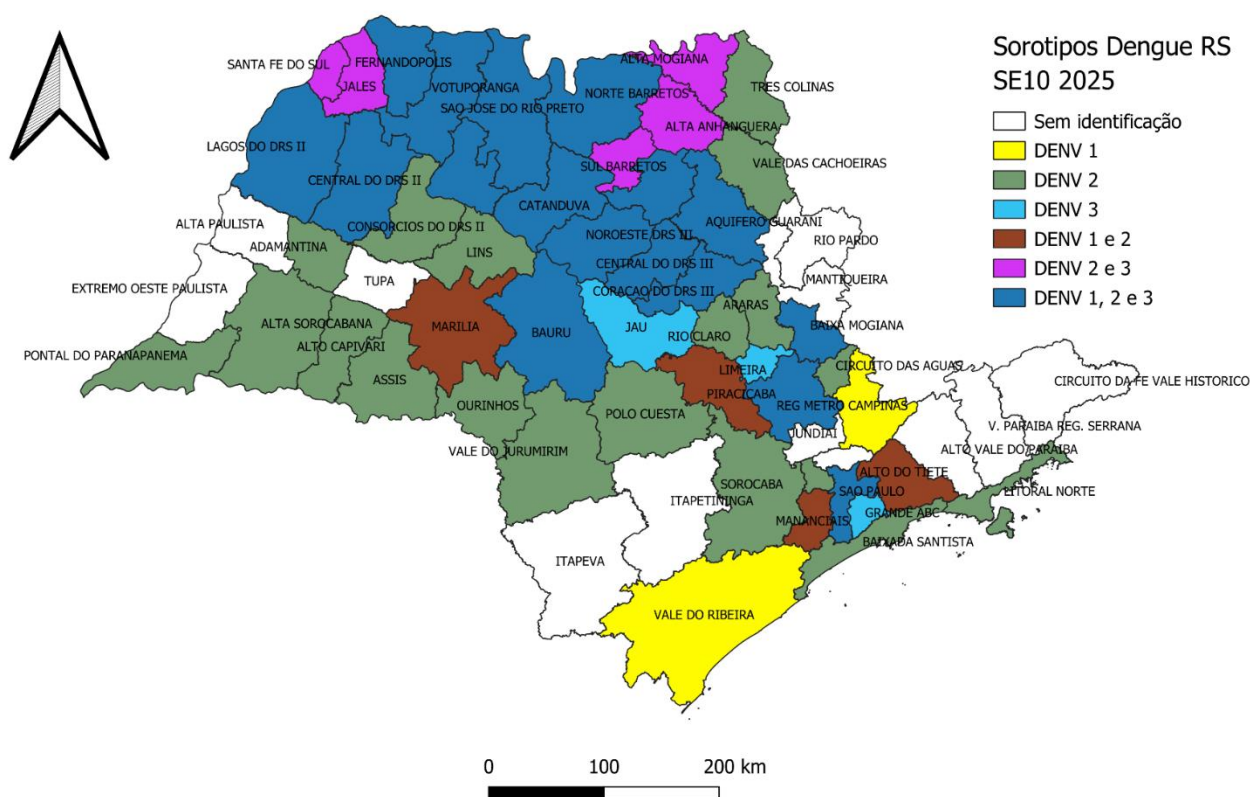 Sorotipos Dengue RS
SE10 2025
Sem identificação
DENV 1
DENV 2
DENV 3
DENV 1 e 2
DENV 2 e 3
DENV 1, 2 e 3
SANTA FE DO SUL
JALES
FERNANDOPOLIS
VOTUPORANGA
SAO JOSE DO RIO PRETO
NORTE BARRETOS
ALTA MOGIANA
TRES COLINAS
ALTA ANHANGUERA
LAGOS DO DRS II
CENTRAL DO DRS II
SUL BARRETOS
VALE DAS CACHOEIRAS
CATANDUVA
AQUIFERO GUARANI
ALTA PAULISTA
ADAMANTINA
CONSORCIOS DO DRS II
LINS
NOROESTE DRS III
RIO PARDO
CENTRAL DO DRS III
MANTIQUEIRA
TUPA
EXTREMO OESTE PAULISTA
CORACAO DO DRS III
ARARAS
ALTA SOROCABANA
MARILIA
BAURU
JAU
RIO CLARO
BAIXA MOGIANA
ALTO CAPIVARI
PONTAL DO PARANAPANEMA
ASSIS
LIMEIRA
CIRCUITO DAS AGUAS
CIRCUITO DA FE VALE HISTORICO
PIRACICABA
OURINHOS
POLO CUESTA
REG METRO CAMPINAS
V. PARAIBA REG. SERRANA
JUNDIAI
VALE DO JURUMIRIM
ALTO VALE DO PARAIBA
ALTO DO TIETE
SOROCABA
SAO PAULO
LITORAL NORTE
ITAPETININGA
MANANCIAIS
GRANDE ABC
BAIXADA SANTISTA
ITAPEVA
VALE DO RIBEIRA
0 100 200 km